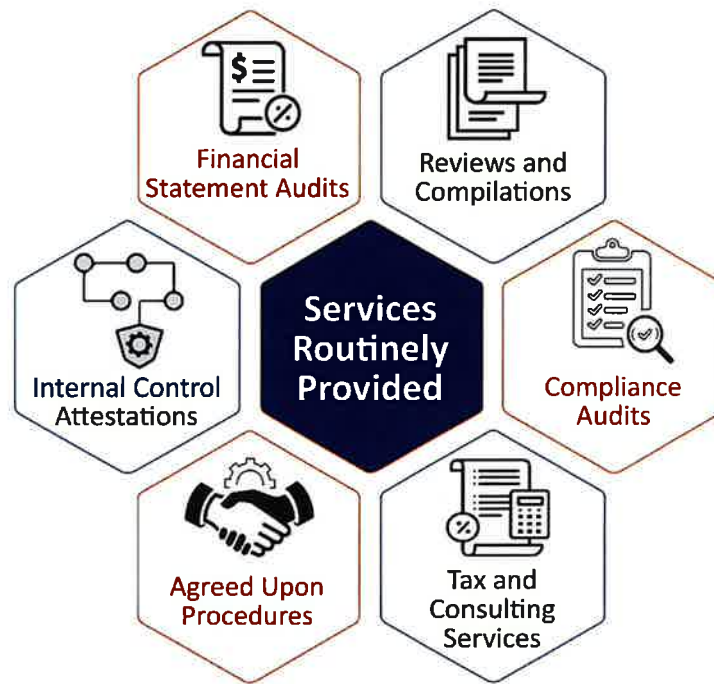 Financial
Statement Audits
Reviews and
Compilations
Internal Control
Attestations
Services
Routinely
Provided
Compliance
Audits
Agreed Upon
Procedures
Tax and
Consulting
Services